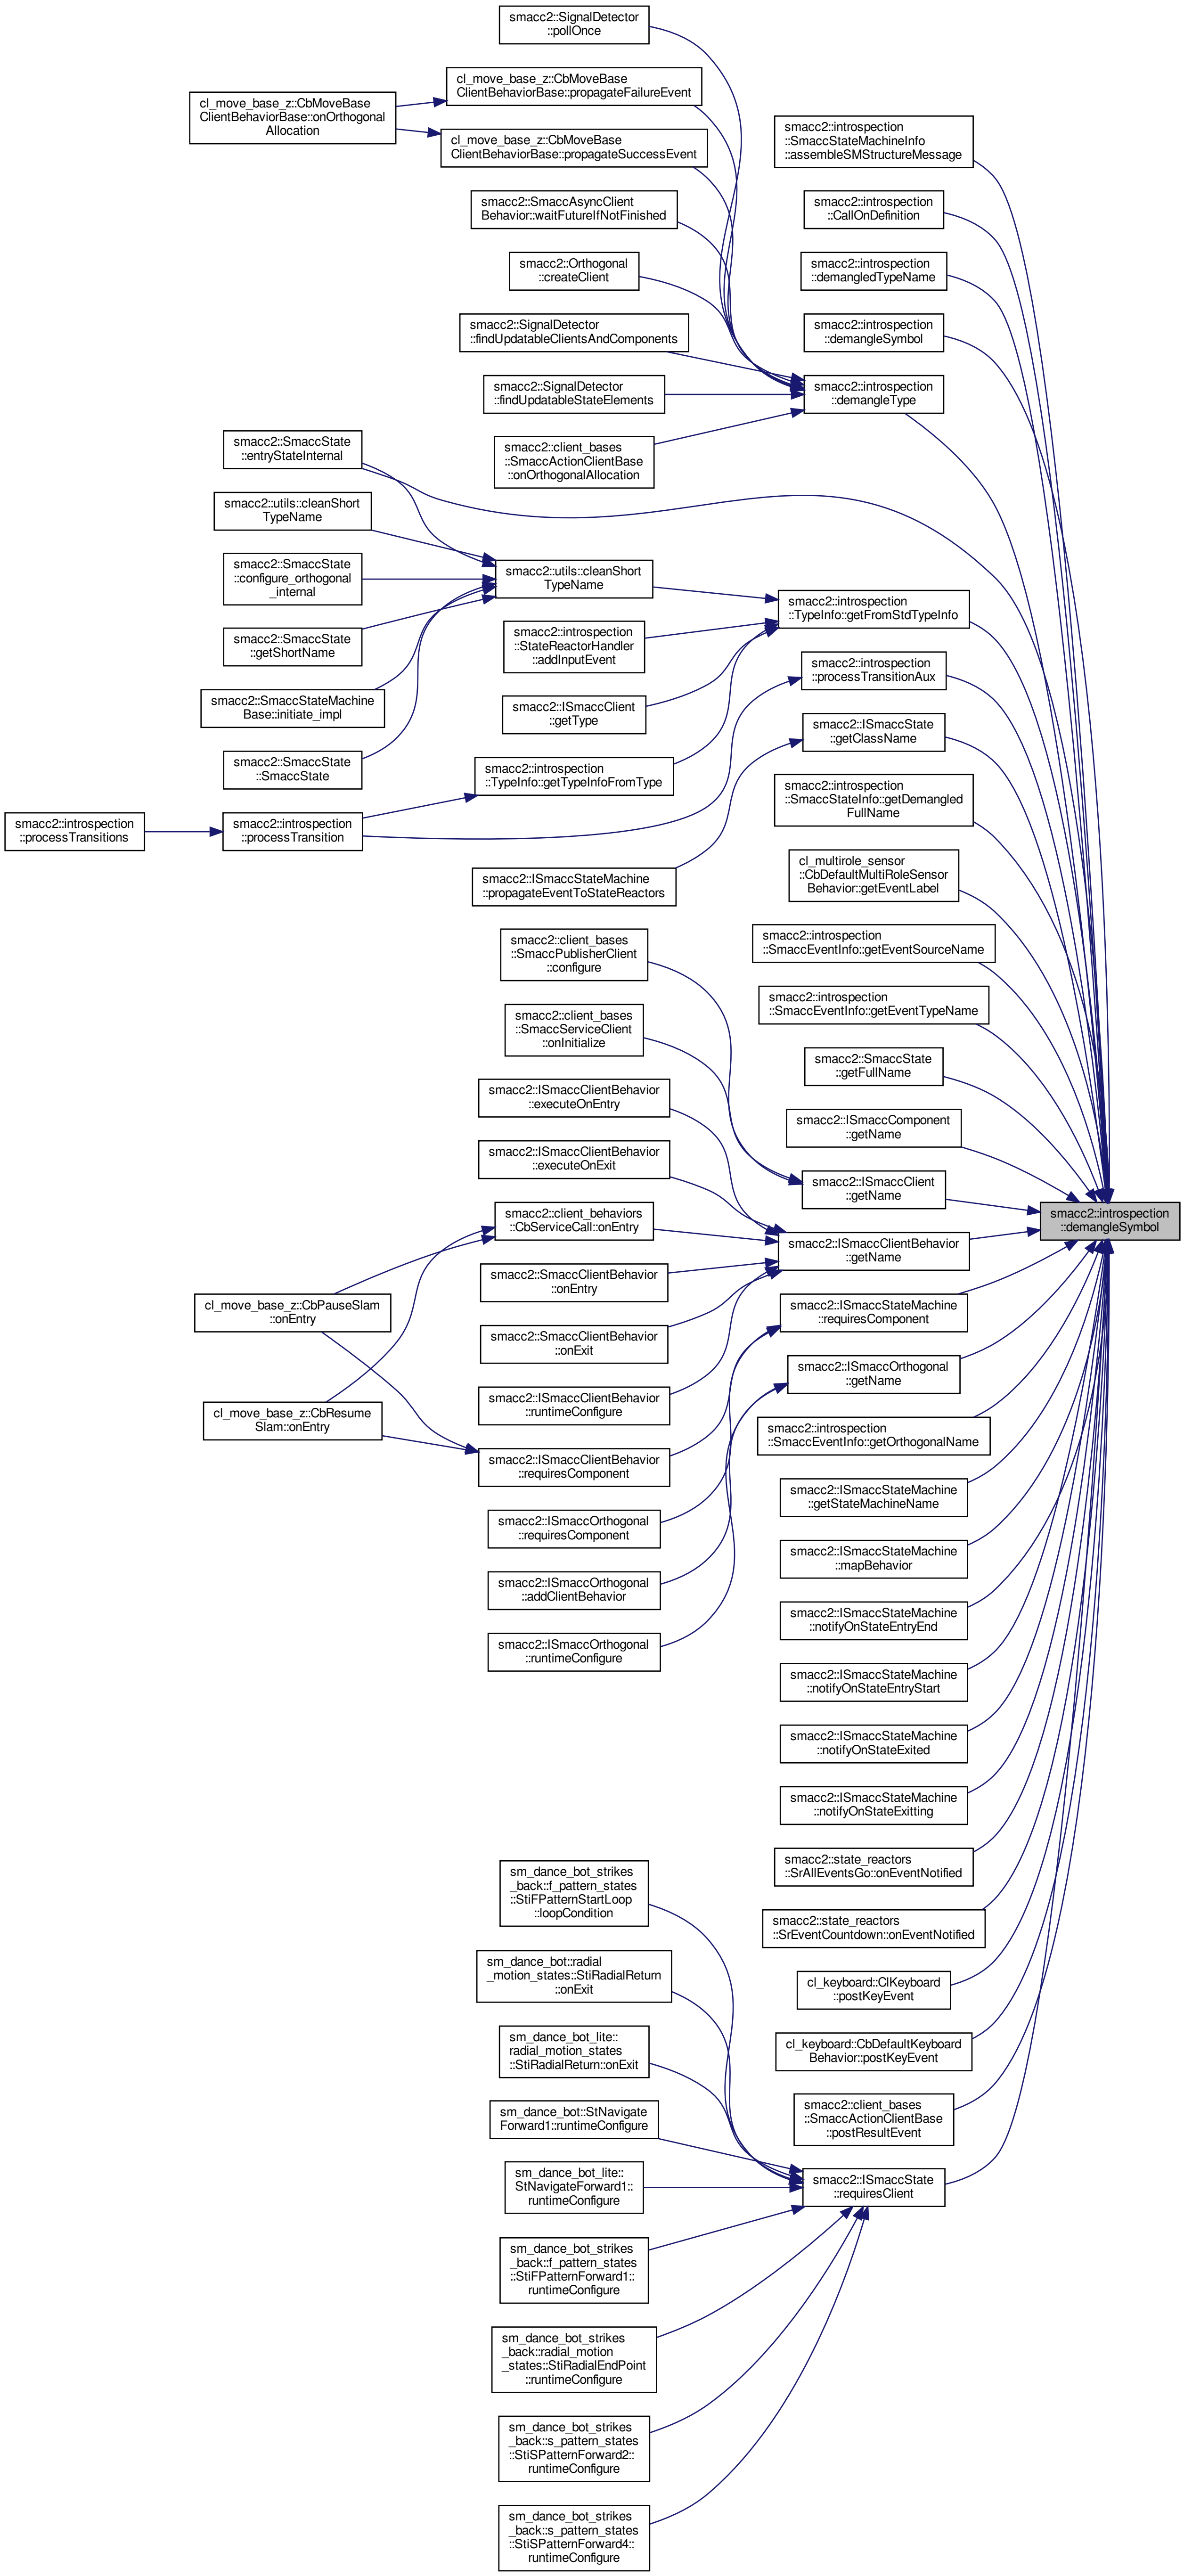 smacc2::SignalDetector
::pollOnce
cl_move_base_z::CbMoveBase
ClientBehaviorBase::propagateFailureEvent
cl_move_base_z::CbMoveBase
ClientBehaviorBase::onOrthogonal
Allocation
cl_move_base_z::CbMoveBase
ClientBehaviorBase::propagateSuccessEvent
smacc2::introspection
::SmaccStateMachineInfo
::assembleSMStructureMessage
smacc2::SmaccAsyncClient
Behavior::waitFutureIfNotFinished
smacc2::introspection
::CallOnDefinition
smacc2::Orthogonal
::createClient
smacc2::introspection
::demangledTypeName
smacc2::SignalDetector
::findUpdatableClientsAndComponents
smacc2::introspection
::demangleSymbol
smacc2::SignalDetector
::findUpdatableStateElements
smacc2::introspection
::demangleType
smacc2::client_bases
::SmaccActionClientBase
::onOrthogonalAllocation
smacc2::SmaccState
::entryStateInternal
smacc2::utils::cleanShort
TypeName
smacc2::SmaccState
::configure_orthogonal
_internal
smacc2::utils::cleanShort
TypeName
smacc2::introspection
::TypeInfo::getFromStdTypeInfo
smacc2::SmaccState
::getShortName
smacc2::introspection
::StateReactorHandler
::addInputEvent
smacc2::introspection
::processTransitionAux
smacc2::SmaccStateMachine
Base::initiate_impl
smacc2::ISmaccClient
::getType
smacc2::ISmaccState
::getClassName
smacc2::SmaccState
::SmaccState
smacc2::introspection
::TypeInfo::getTypeInfoFromType
smacc2::introspection
::SmaccStateInfo::getDemangled
FullName
smacc2::introspection
::processTransitions
smacc2::introspection
::processTransition
smacc2::ISmaccStateMachine
::propagateEventToStateReactors
cl_multirole_sensor
::CbDefaultMultiRoleSensor
Behavior::getEventLabel
smacc2::client_bases
::SmaccPublisherClient
::configure
smacc2::introspection
::SmaccEventInfo::getEventSourceName
smacc2::client_bases
::SmaccServiceClient
::onInitialize
smacc2::introspection
::SmaccEventInfo::getEventTypeName
smacc2::SmaccState
::getFullName
smacc2::ISmaccClientBehavior
::executeOnEntry
smacc2::ISmaccComponent
::getName
smacc2::ISmaccClientBehavior
::executeOnExit
smacc2::ISmaccClient
::getName
smacc2::client_behaviors
::CbServiceCall::onEntry
smacc2::introspection
::demangleSymbol
smacc2::ISmaccClientBehavior
::getName
smacc2::SmaccClientBehavior
::onEntry
cl_move_base_z::CbPauseSlam
::onEntry
smacc2::ISmaccStateMachine
::requiresComponent
smacc2::SmaccClientBehavior
::onExit
smacc2::ISmaccOrthogonal
::getName
smacc2::ISmaccClientBehavior
::runtimeConfigure
cl_move_base_z::CbResume
Slam::onEntry
smacc2::introspection
::SmaccEventInfo::getOrthogonalName
smacc2::ISmaccClientBehavior
::requiresComponent
smacc2::ISmaccStateMachine
::getStateMachineName
smacc2::ISmaccOrthogonal
::requiresComponent
smacc2::ISmaccStateMachine
::mapBehavior
smacc2::ISmaccOrthogonal
::addClientBehavior
smacc2::ISmaccStateMachine
::notifyOnStateEntryEnd
smacc2::ISmaccOrthogonal
::runtimeConfigure
smacc2::ISmaccStateMachine
::notifyOnStateEntryStart
smacc2::ISmaccStateMachine
::notifyOnStateExited
smacc2::ISmaccStateMachine
::notifyOnStateExitting
smacc2::state_reactors
::SrAllEventsGo::onEventNotified
sm_dance_bot_strikes
_back::f_pattern_states
::StiFPatternStartLoop
::loopCondition
smacc2::state_reactors
::SrEventCountdown::onEventNotified
sm_dance_bot::radial
_motion_states::StiRadialReturn
::onExit
cl_keyboard::ClKeyboard
::postKeyEvent
sm_dance_bot_lite::
radial_motion_states
::StiRadialReturn::onExit
cl_keyboard::CbDefaultKeyboard
Behavior::postKeyEvent
sm_dance_bot::StNavigate
Forward1::runtimeConfigure
smacc2::client_bases
::SmaccActionClientBase
::postResultEvent
sm_dance_bot_lite::
StNavigateForward1::
runtimeConfigure
smacc2::ISmaccState
::requiresClient
sm_dance_bot_strikes
_back::f_pattern_states
::StiFPatternForward1::
runtimeConfigure
sm_dance_bot_strikes
_back::radial_motion
_states::StiRadialEndPoint
::runtimeConfigure
sm_dance_bot_strikes
_back::s_pattern_states
::StiSPatternForward2::
runtimeConfigure
sm_dance_bot_strikes
_back::s_pattern_states
::StiSPatternForward4::
runtimeConfigure